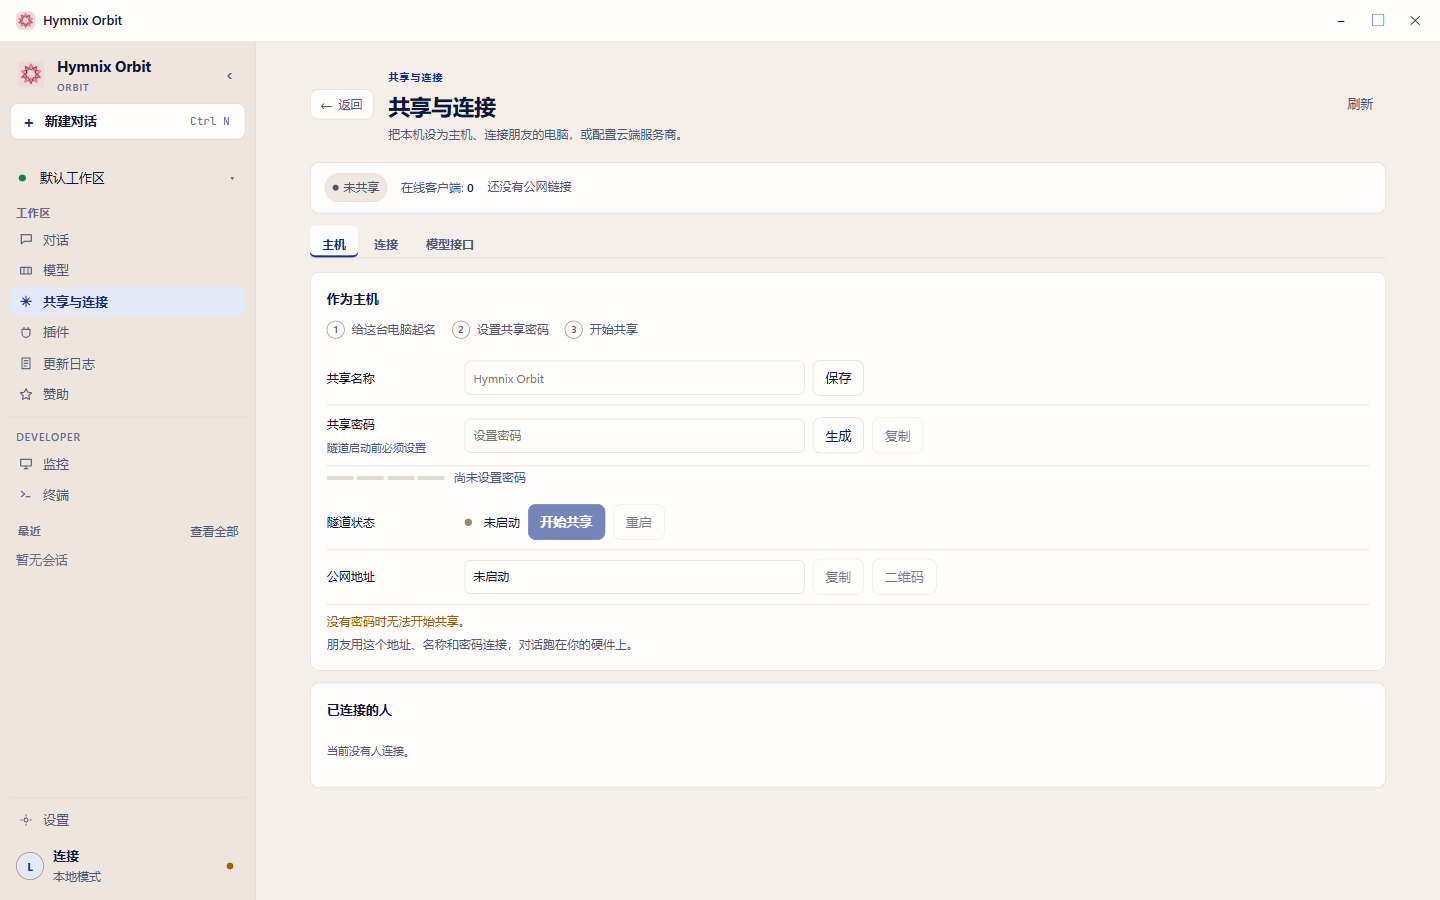 Hymnix Orbit
Hymnix Orbit
ORBIT
+ 新建对话 Ctrl N
默认工作区
工作区
对话
模型
共享与连接
插件
更新日志
赞助
DEVELOPER
监控
终端
最近 查看全部
暂无会话
设置
L 连接
本地模式
共享与连接
← 返回 共享与连接 刷新
把本机设为主机、连接朋友的电脑，或配置云端服务商。
未共享 在线客户端: 0 还没有公网链接
主机 连接 模型接口
作为主机
1 给这台电脑起名 2 设置共享密码 3 开始共享
共享名称 Hymnix Orbit 保存
共享密码 设置密码 生成 复制
隧道启动前必须设置
尚未设置密码
隧道状态 未启动 开始共享 重启
公网地址 未启动 复制 二维码
没有密码时无法开始共享。
朋友用这个地址、名称和密码连接，对话跑在你的硬件上。
已连接的人
当前没有人连接。